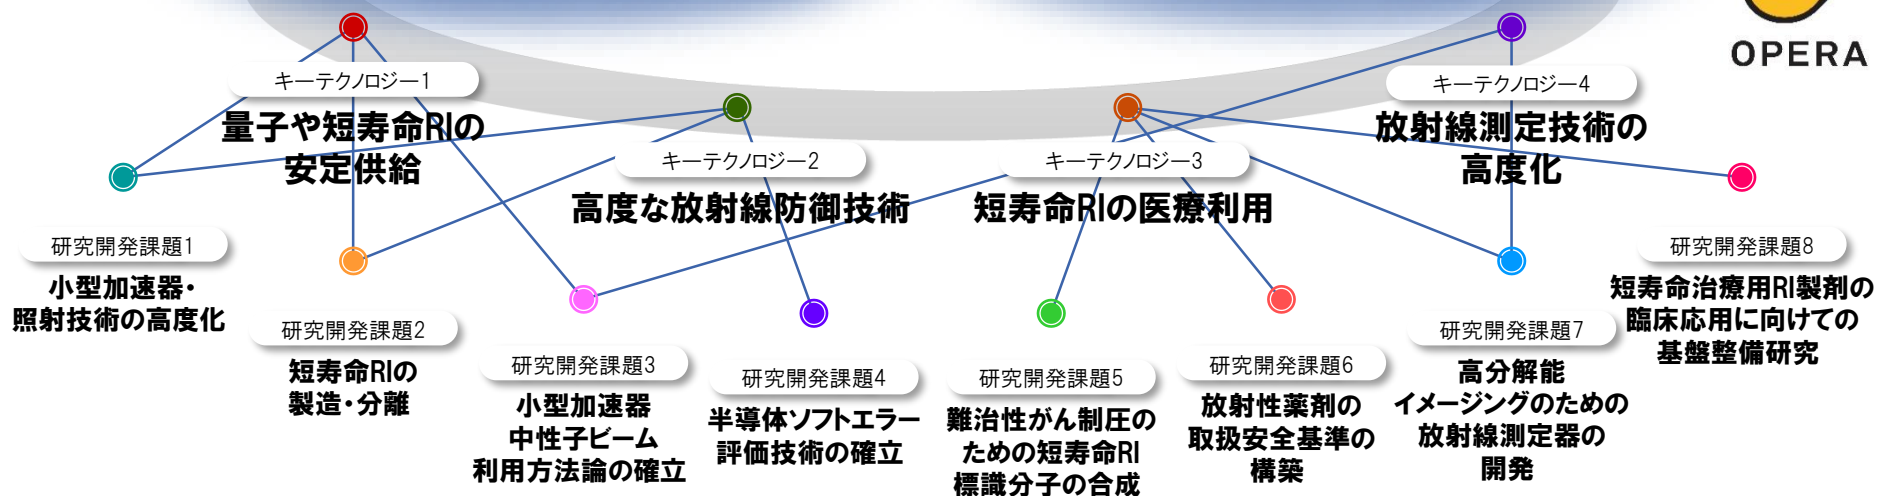 OPERA
キーテクノロジー1
量子や短寿命RIの
安定供給
キーテクノロジー2
高度な放射線防御技術
キーテクノロジー3
短寿命RIの医療利用
キーテクノロジー4
放射線測定技術の
高度化
研究開発課題1
小型加速器・
照射技術の高度化
研究開発課題2
短寿命RIの
製造・分離
研究開発課題3
小型加速器
中性子ビーム
利用方法論の確立
研究開発課題4
半導体ソフトエラー
評価技術の確立
研究開発課題5
難治性がん制圧の
ための短寿命RI
標識分子の合成
研究開発課題6
放射性薬剤の
取扱安全基準の
構築
研究開発課題7
高分解能
イメージングのための
放射線測定器の
開発
研究開発課題8
短寿命治療用RI製剤の
臨床応用に向けての
基盤整備研究